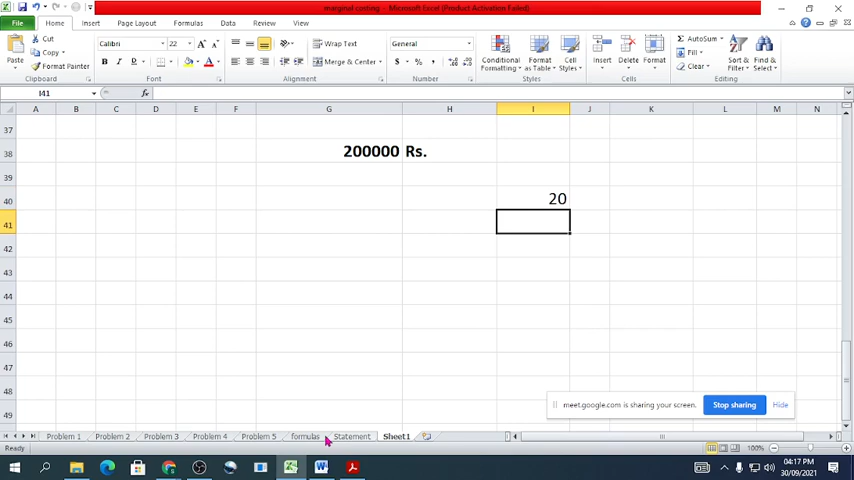 marginal costing - Microsoft Excel (Product Activation Failed)
File Home Insert Page Layout Formulas Data Review View
Paste Cut Copy Format Painter Clipboard
Calibri 22 A A B I U A Font
Wrap Text Merge & Center Alignment
General $ % , Number
Conditional Formatting Format as Table Cell Styles Styles
Insert Delete Format Cells
Σ AutoSum Fill Clear Sort & Filter Find & Select Editing
I41 fx
A B C D E F G H I J K L M N
37
38 200000 Rs.
39
40 20
41
42
43
44
45
46
47
48
49
meet.google.com is sharing your screen. Stop sharing Hide
Problem 1 Problem 2 Problem 3 Problem 4 Problem 5 formulas Statement Sheet1
Ready 100%
04:17 PM
30/09/2021